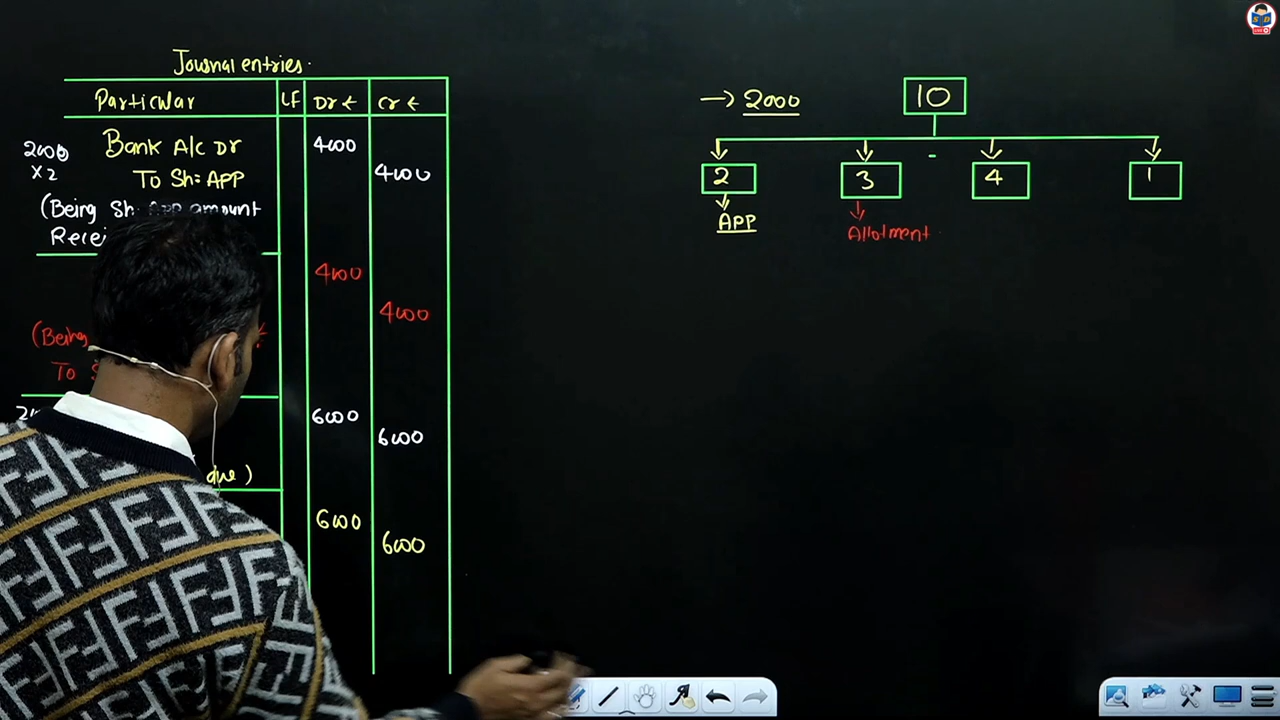 Journal entries.
Particular LF Dr ₹ Cr ₹
2000 Bank A/c Dr 4000
x2 To Sh= APP 4000
(Being Sh. App amount
4000
4000
(Being
To
6000
6000
due)
6000
6000
→ 2000 10
2 3 4 1
APP Allotment